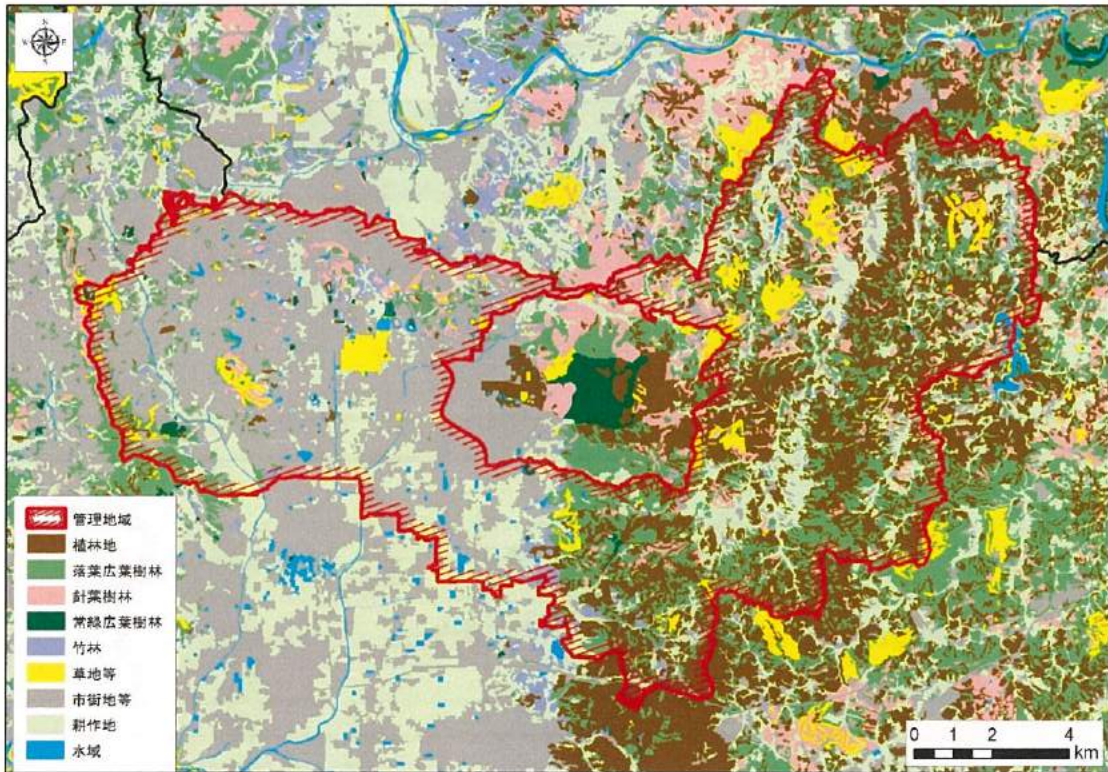 N
W E
S
管理地域
植林地
落葉広葉樹林
針葉樹林
常緑広葉樹林
竹林
草地等
市街地等
耕作地
水域
0 1 2 4
km